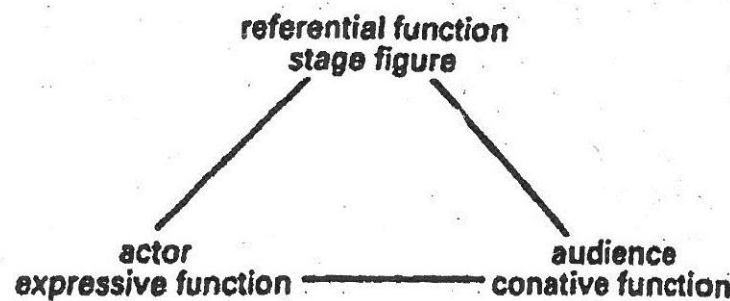 referential function
stage figure
actor
expressive function
audience
conative function